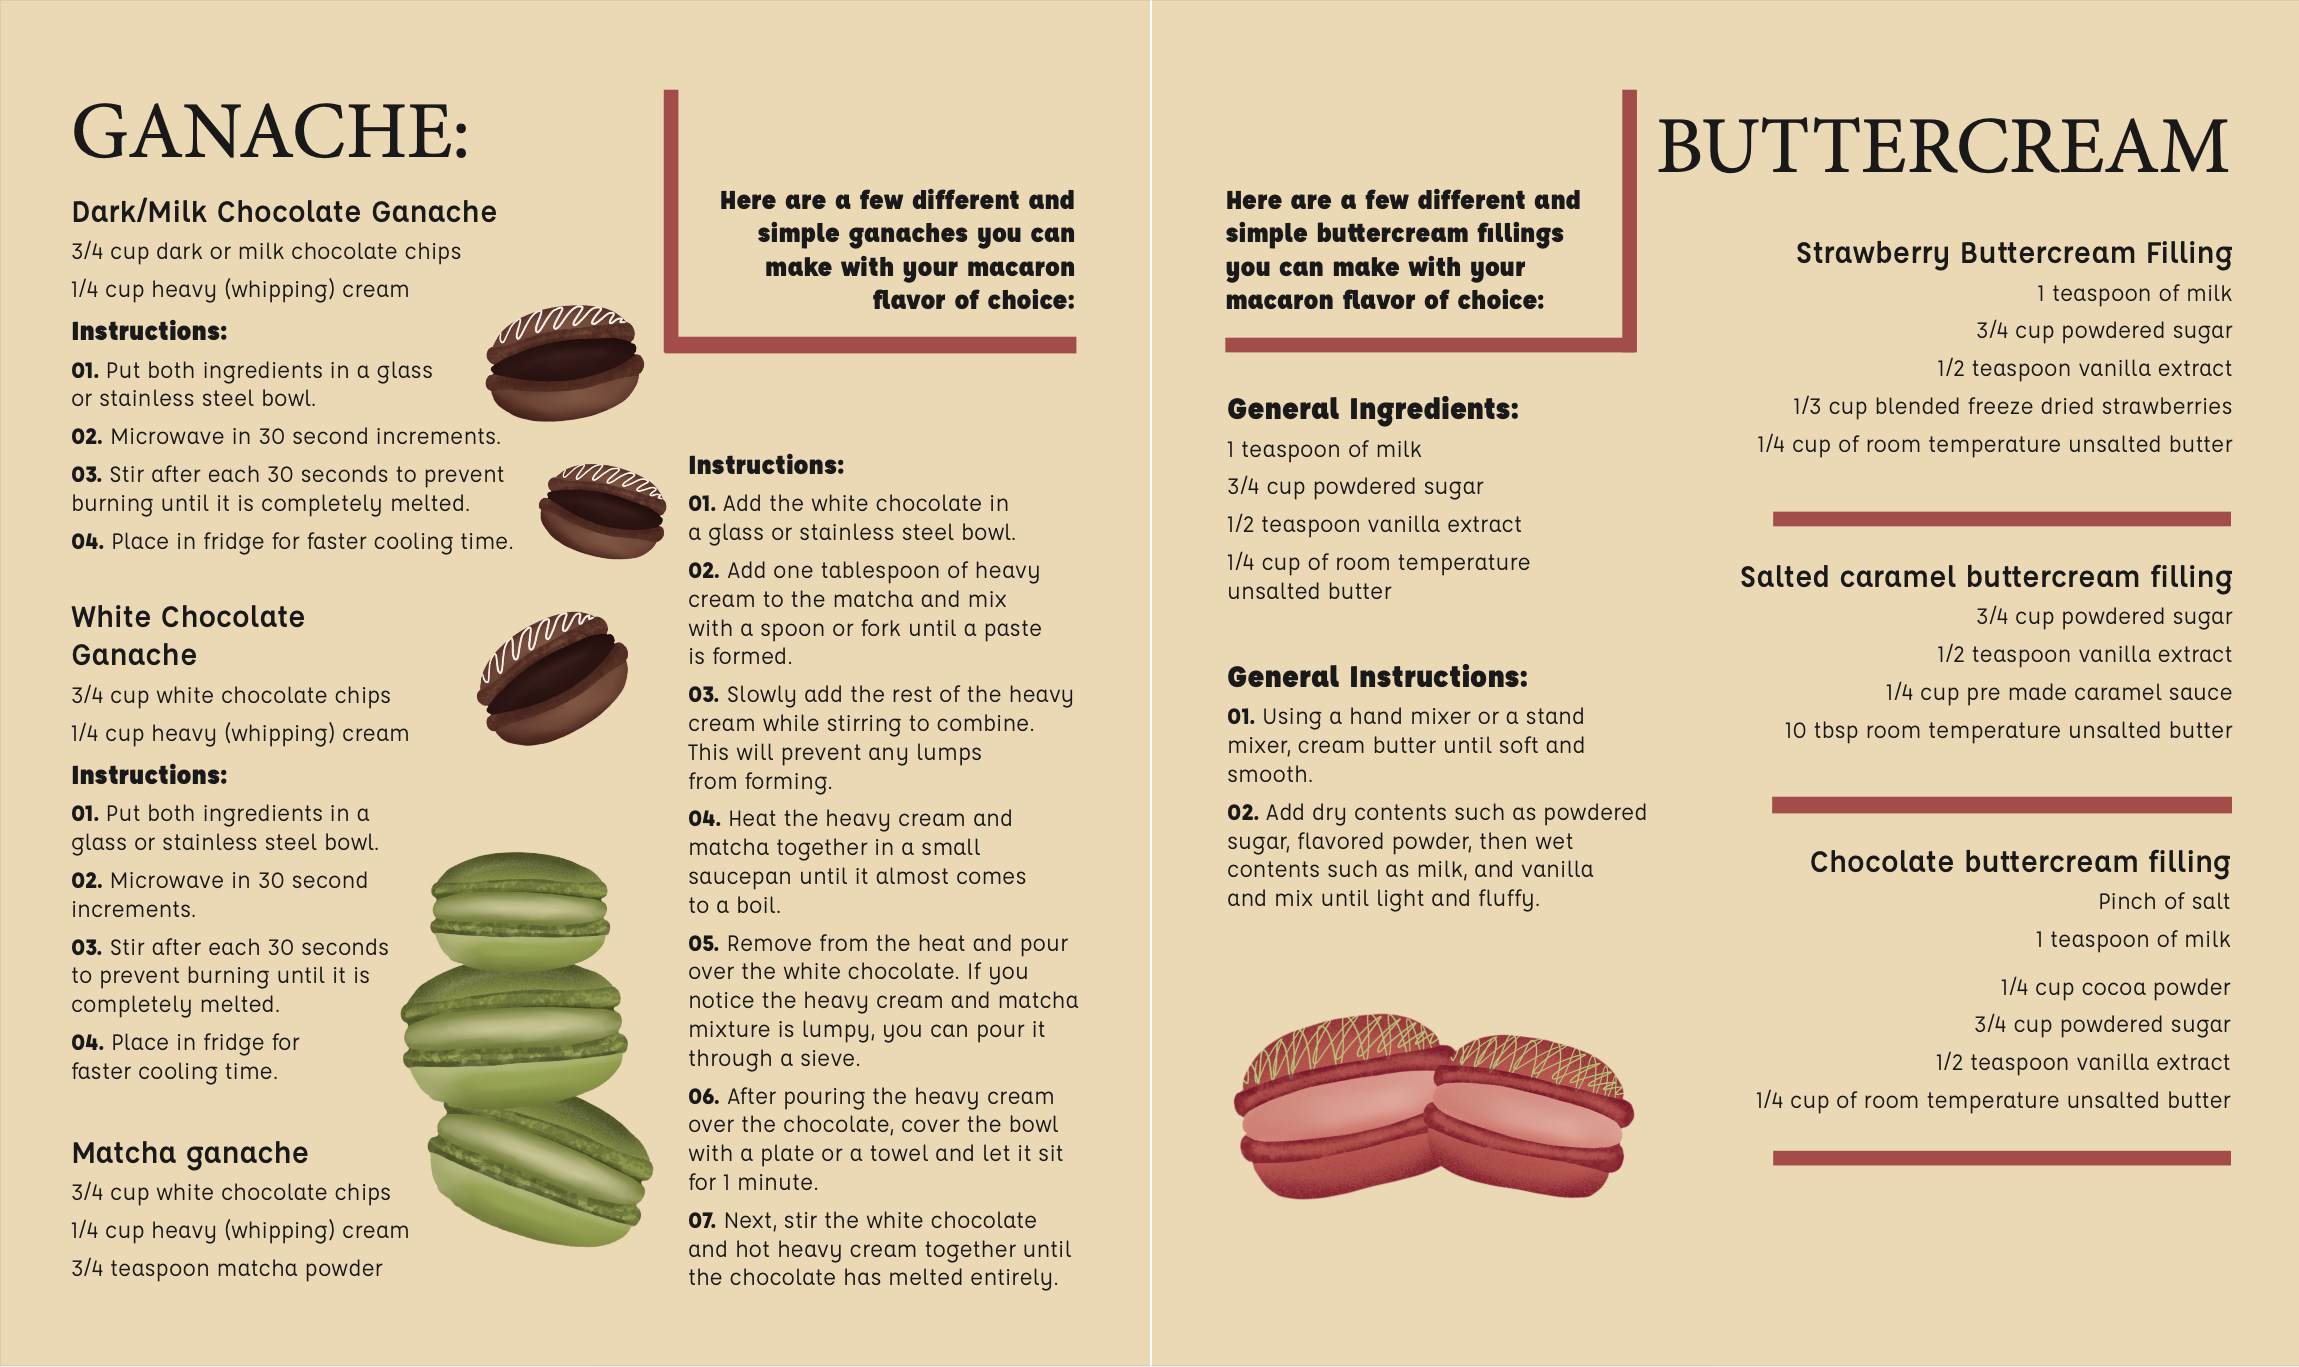 GANACHE:
Dark/Milk Chocolate Ganache
3/4 cup dark or milk chocolate chips
1/4 cup heavy (whipping) cream
Instructions:
01. Put both ingredients in a glass
or stainless steel bowl.
02. Microwave in 30 second increments.
03. Stir after each 30 seconds to prevent
burning until it is completely melted.
04. Place in fridge for faster cooling time.
White Chocolate
Ganache
3/4 cup white chocolate chips
1/4 cup heavy (whipping) cream
Instructions:
01. Put both ingredients in a
glass or stainless steel bowl.
02. Microwave in 30 second
increments.
03. Stir after each 30 seconds
to prevent burning until it is
completely melted.
04. Place in fridge for
faster cooling time.
Matcha ganache
3/4 cup white chocolate chips
1/4 cup heavy (whipping) cream
3/4 teaspoon matcha powder
Here are a few different and
simple ganaches you can
make with your macaron
flavor of choice:
Instructions:
01. Add the white chocolate in
a glass or stainless steel bowl.
02. Add one tablespoon of heavy
cream to the matcha and mix
with a spoon or fork until a paste
is formed.
03. Slowly add the rest of the heavy
cream while stirring to combine.
This will prevent any lumps
from forming.
04. Heat the heavy cream and
matcha together in a small
saucepan until it almost comes
to a boil.
05. Remove from the heat and pour
over the white chocolate. If you
notice the heavy cream and matcha
mixture is lumpy, you can pour it
through a sieve.
06. After pouring the heavy cream
over the chocolate, cover the bowl
with a plate or a towel and let it sit
for 1 minute.
07. Next, stir the white chocolate
and hot heavy cream together until
the chocolate has melted entirely.
Here are a few different and
simple buttercream fillings
you can make with your
macaron flavor of choice:
General Ingredients:
1 teaspoon of milk
3/4 cup powdered sugar
1/2 teaspoon vanilla extract
1/4 cup of room temperature
unsalted butter
General Instructions:
01. Using a hand mixer or a stand
mixer, cream butter until soft and
smooth.
02. Add dry contents such as powdered
sugar, flavored powder, then wet
contents such as milk, and vanilla
and mix until light and fluffy.
BUTTERCREAM
Strawberry Buttercream Filling
1 teaspoon of milk
3/4 cup powdered sugar
1/2 teaspoon vanilla extract
1/3 cup blended freeze dried strawberries
1/4 cup of room temperature unsalted butter
Salted caramel buttercream filling
3/4 cup powdered sugar
1/2 teaspoon vanilla extract
1/4 cup pre made caramel sauce
10 tbsp room temperature unsalted butter
Chocolate buttercream filling
Pinch of salt
1 teaspoon of milk
1/4 cup cocoa powder
3/4 cup powdered sugar
1/2 teaspoon vanilla extract
1/4 cup of room temperature unsalted butter